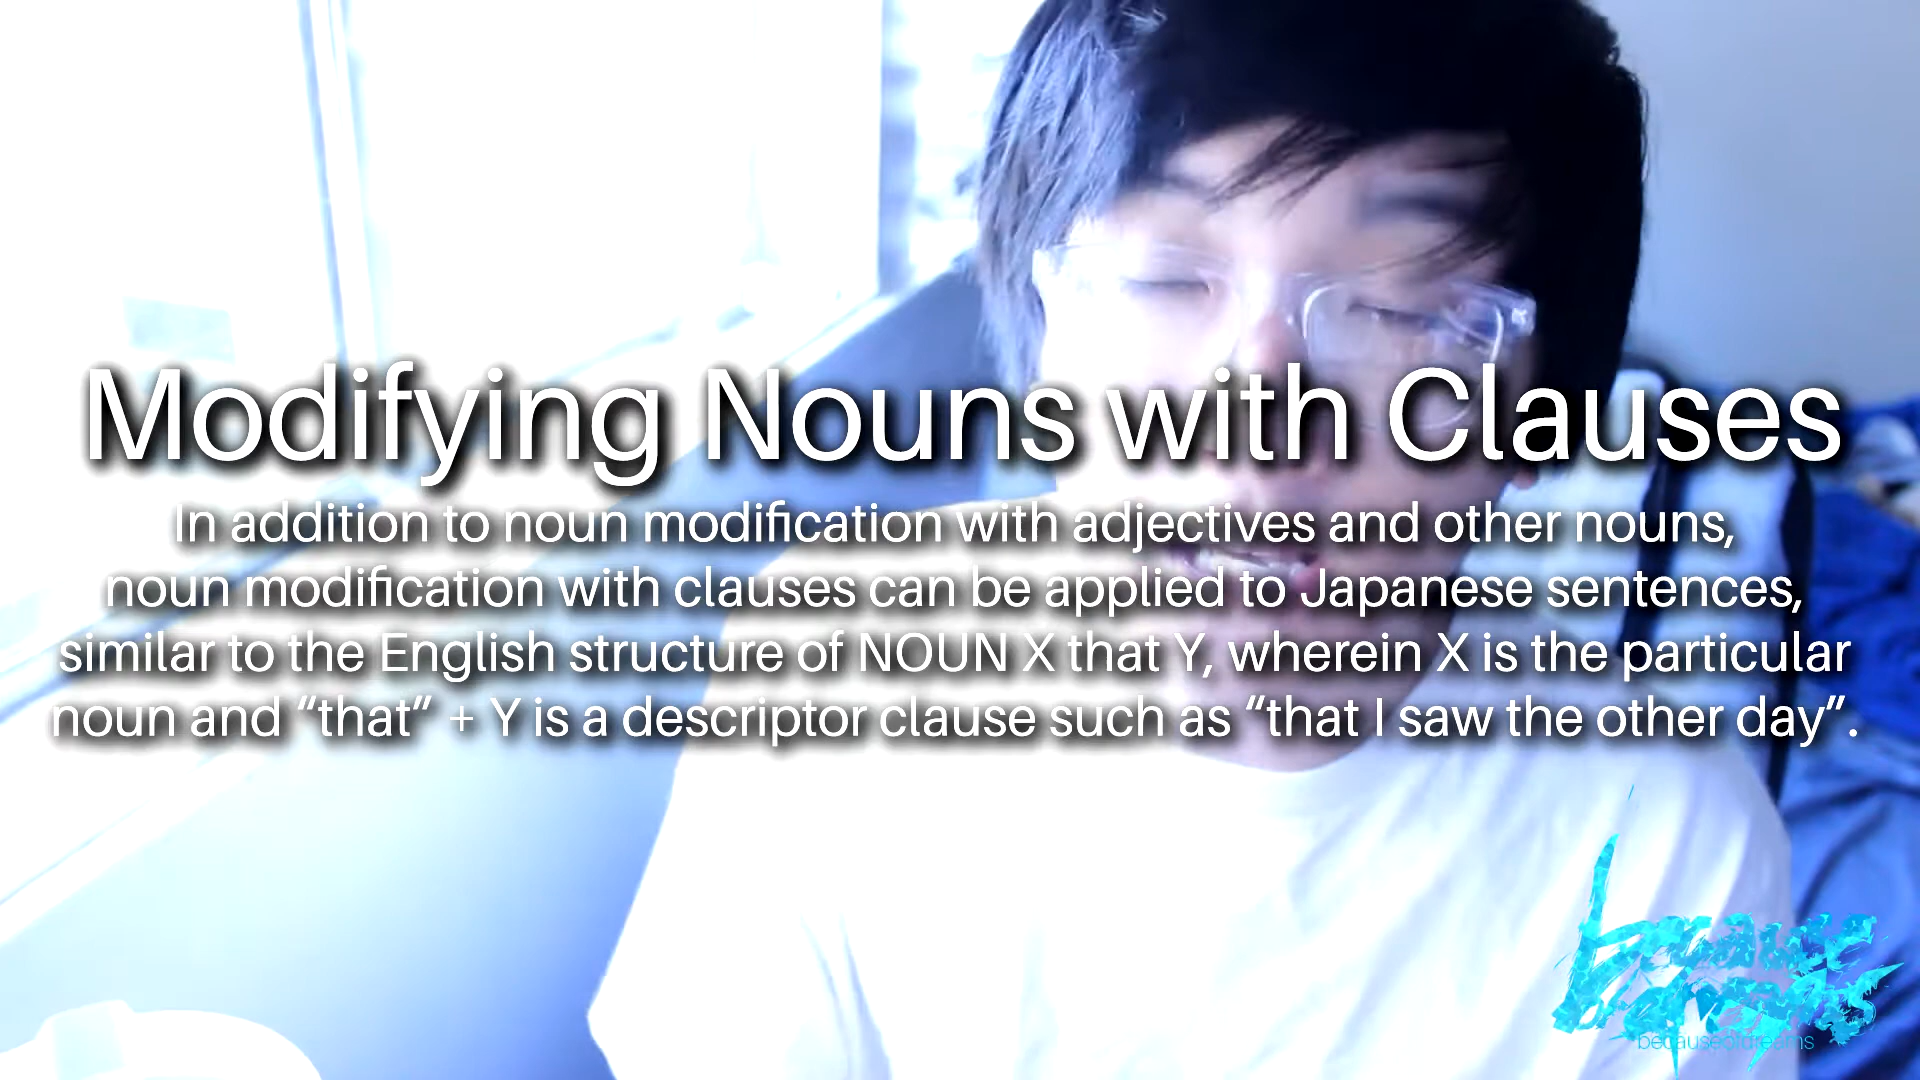 Modifying Nouns with Clauses
In addition to noun modification with adjectives and other nouns,
noun modification with clauses can be applied to Japanese sentences,
similar to the English structure of NOUN X that Y, wherein X is the particular
noun and “that” + Y is a descriptor clause such as “that I saw the other day”.
becauseofdreams